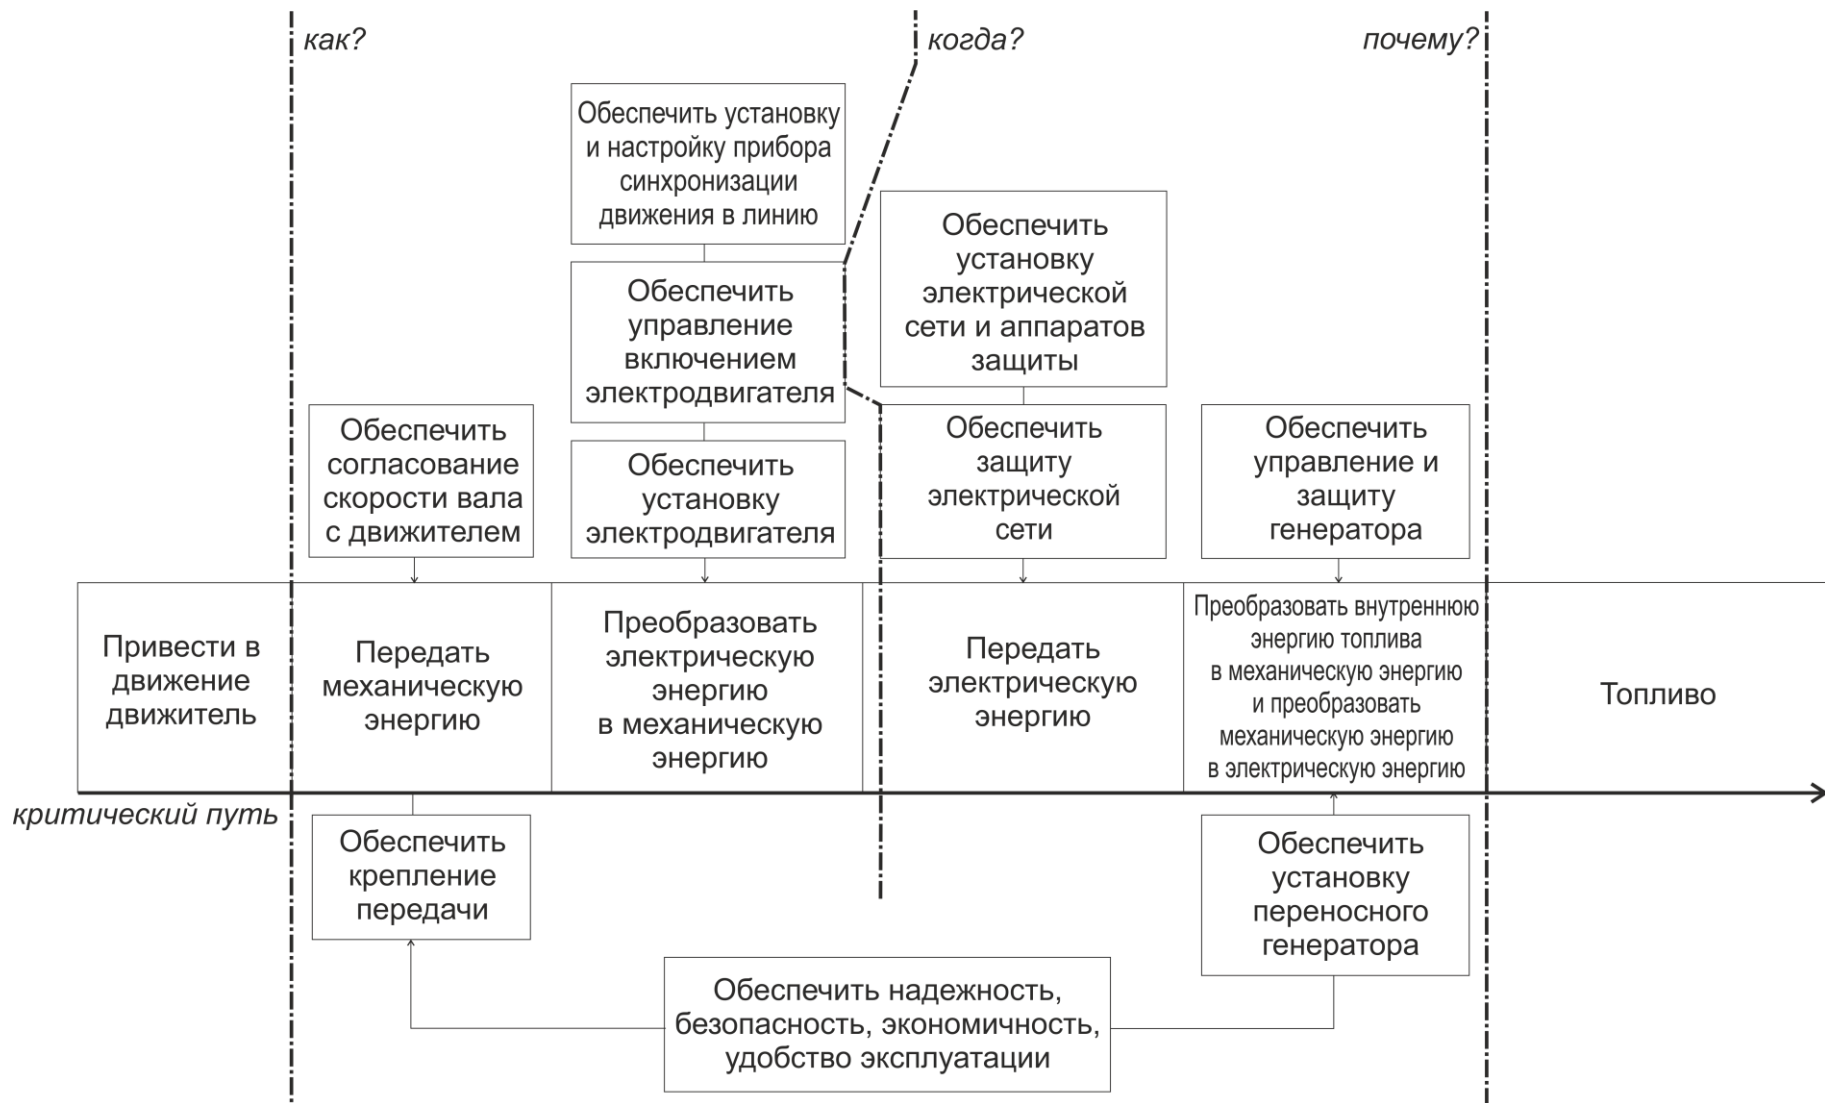 как?
когда?
почему?
Обеспечить установку
и настройку прибора
синхронизации
движения в линию
Обеспечить
управление
включением
электродвигателя
Обеспечить
установку
электрической
сети и аппаратов
защиты
Обеспечить
согласование
скорости вала
с движителем
Обеспечить
установку
электродвигателя
Обеспечить
защиту
электрической
сети
Обеспечить
управление и
защиту
генератора
Привести в
движение
движитель
Передать
механическую
энергию
Преобразовать
электрическую
энергию
в механическую
энергию
Передать
электрическую
энергию
Преобразовать внутреннюю
энергию топлива
в механическую энергию
и преобразовать
механическую энергию
в электрическую энергию
Топливо
критический путь
Обеспечить
крепление
передачи
Обеспечить
установку
переносного
генератора
Обеспечить надежность,
безопасность, экономичность,
удобство эксплуатации